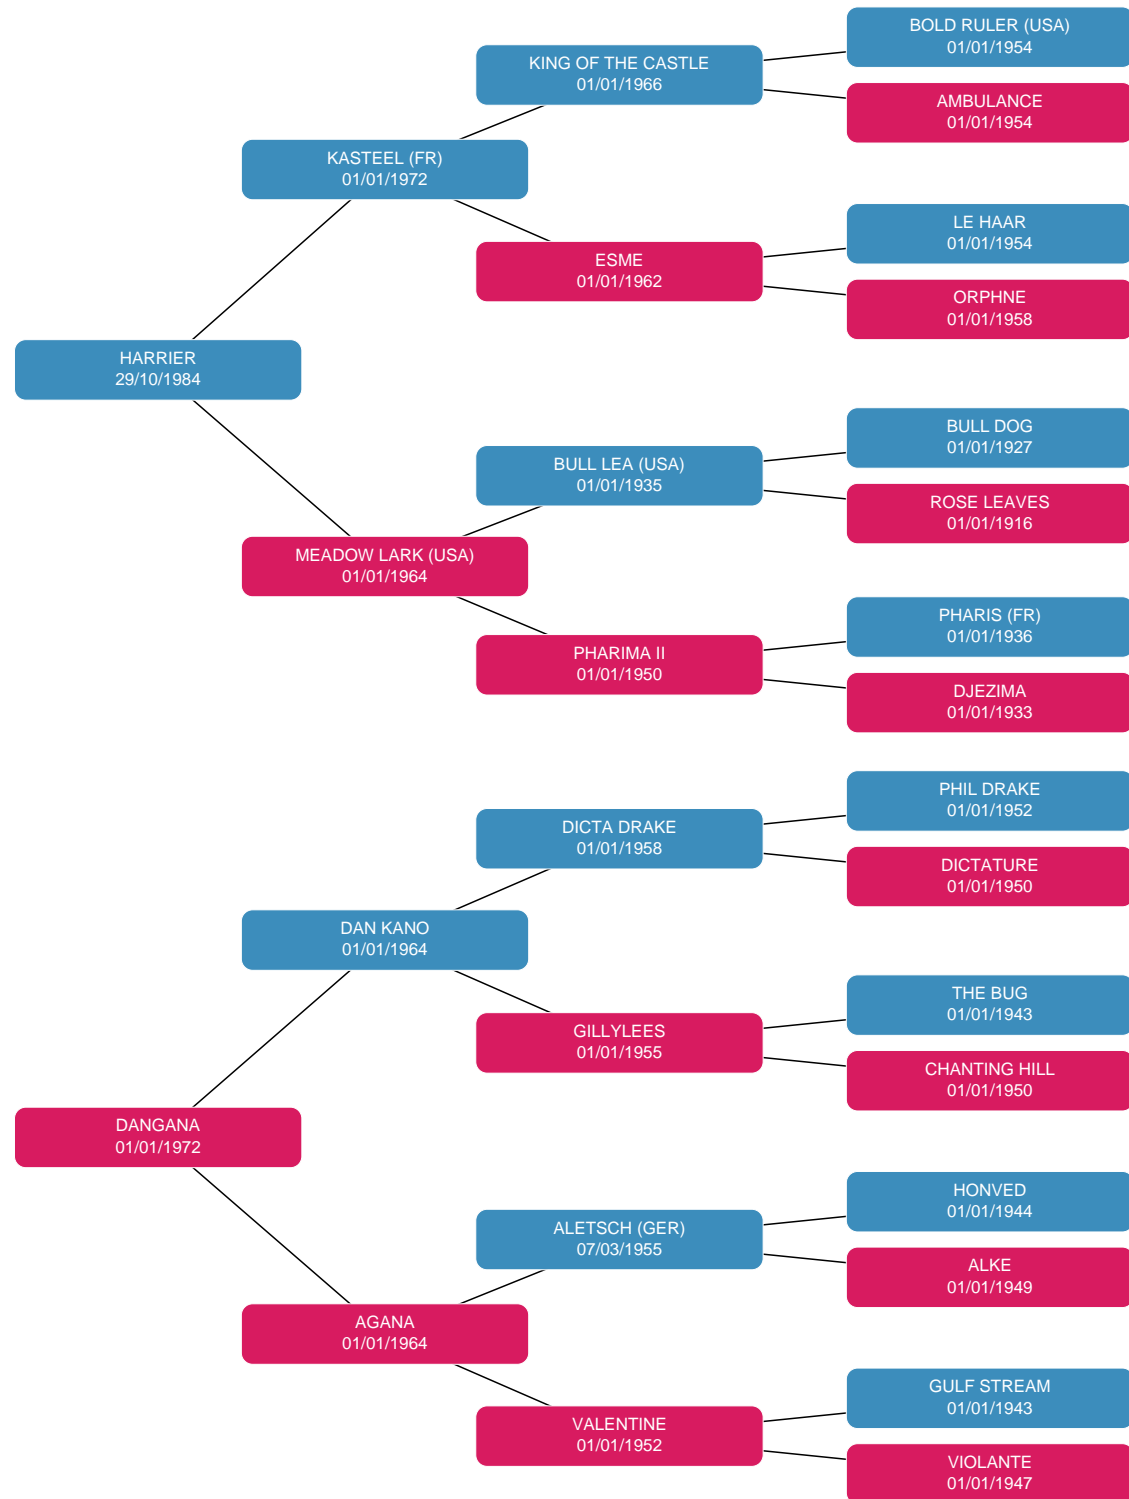 BOLD RULER (USA)
01/01/1954
KING OF THE CASTLE
01/01/1966
AMBULANCE
01/01/1954
KASTEEL (FR)
01/01/1972
LE HAAR
01/01/1954
ESME
01/01/1962
ORPHNE
01/01/1958
HARRIER
29/10/1984
BULL DOG
01/01/1927
BULL LEA (USA)
01/01/1935
ROSE LEAVES
01/01/1916
MEADOW LARK (USA)
01/01/1964
PHARIS (FR)
01/01/1936
PHARIMA II
01/01/1950
DJEZIMA
01/01/1933
PHIL DRAKE
01/01/1952
DICTA DRAKE
01/01/1958
DICTATURE
01/01/1950
DAN KANO
01/01/1964
THE BUG
01/01/1943
GILLYLEES
01/01/1955
CHANTING HILL
01/01/1950
DANGANA
01/01/1972
HONVED
01/01/1944
ALETSCH (GER)
07/03/1955
ALKE
01/01/1949
AGANA
01/01/1964
GULF STREAM
01/01/1943
VALENTINE
01/01/1952
VIOLANTE
01/01/1947